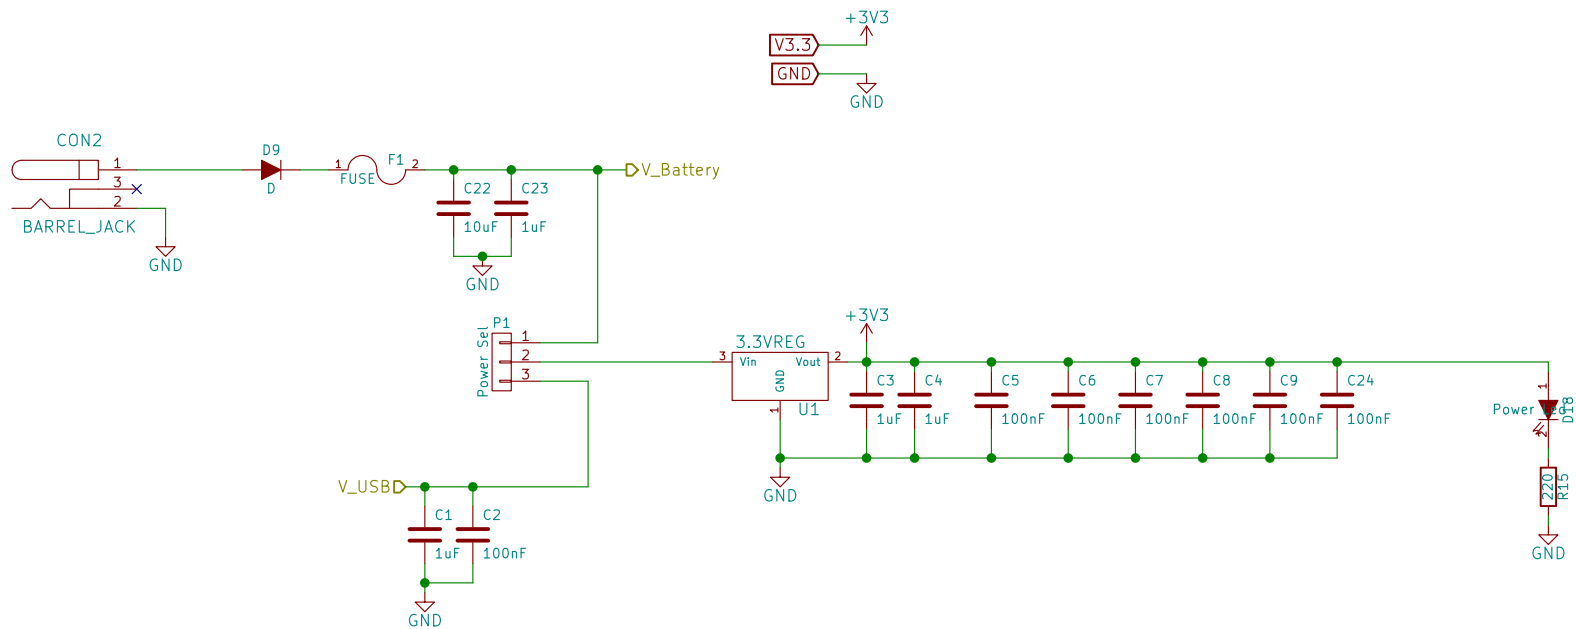 +3V3
V3.3
GND
GND
CON2
1
3
2
BARREL_JACK
GND
D9
D
1
F1
2
FUSE
V_Battery
C22
10uF
C23
1uF
GND
P1
Power Sel
1
2
3
+3V3
3.3VREG
3
Vin
Vout
2
GND
1
U1
GND
C3
1uF
C4
1uF
C5
100nF
C6
100nF
C7
100nF
C8
100nF
C9
100nF
C24
100nF
1
Power Led
D18
2
220
R15
GND
V_USB
C1
1uF
C2
100nF
GND